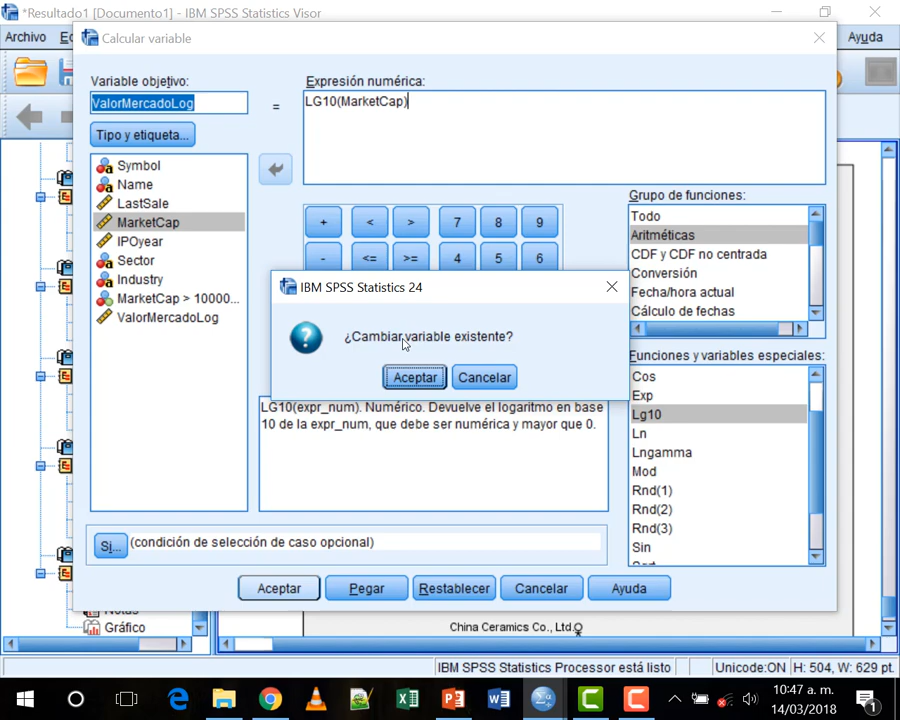 *Resultado1 [Documento1] - IBM SPSS Statistics Visor
Archivo
Ayuda
Calcular variable
Variable objetivo:
Expresión numérica:
ValorMercadoLog
=
LG10(MarketCap)
Tipo y etiqueta...
Symbol
Name
LastSale
MarketCap
IPOyear
Sector
Industry
MarketCap > 10000...
ValorMercadoLog
+ < > 7 8 9
- <= >= 4 5 6
Grupo de funciones:
Todo
Aritméticas
CDF y CDF no centrada
Conversión
Fecha/hora actual
Cálculo de fechas
IBM SPSS Statistics 24
¿Cambiar variable existente?
Aceptar Cancelar
Funciones y variables especiales:
Cos
Exp
Lg10
Ln
Lngamma
Mod
Rnd(1)
Rnd(2)
Rnd(3)
Sin
LG10(expr_num). Numérico. Devuelve el logaritmo en base
10 de la expr_num, que debe ser numérica y mayor que 0.
Si... (condición de selección de caso opcional)
Aceptar Pegar Restablecer Cancelar Ayuda
Notas
Gráfico
China Ceramics Co., Ltd.
IBM SPSS Statistics Processor está listo
Unicode:ON H: 504, W: 629 pt.
10:47 a. m.
14/03/2018
1